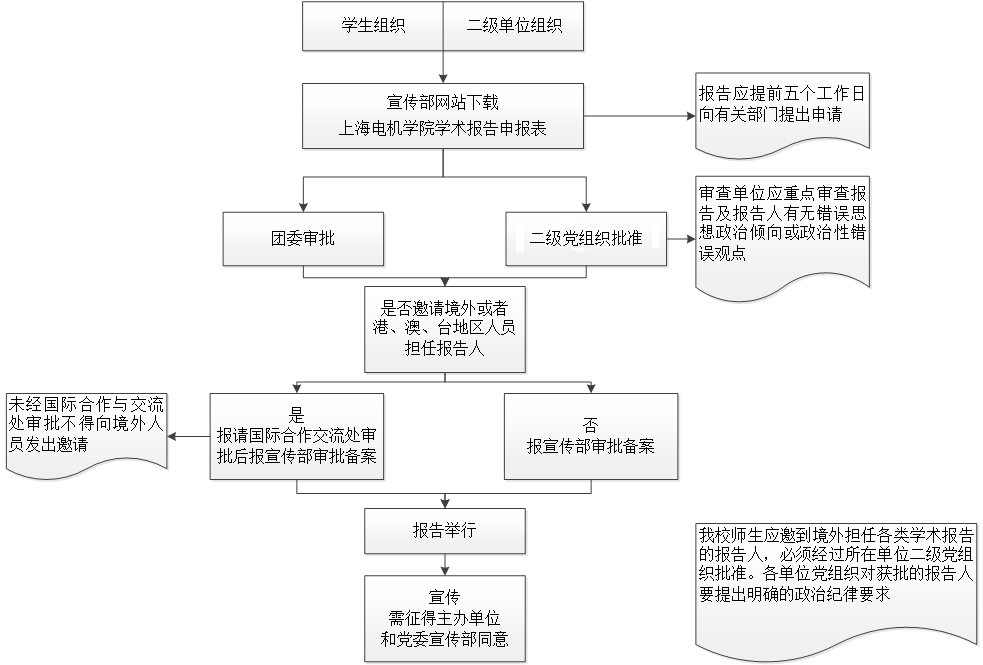 学生组织
二级单位组织
宣传部网站下载
上海电机学院学术报告申报表
报告应提前五个工作日
向有关部门提出申请
团委审批
二级党组织批准
审查单位应重点审查报
告及报告人有无错误思
想政治倾向或政治性错
误观点
是否邀请境外或者
港、澳、台地区人员
担任报告人
未经国际合作与交流
处审批不得向境外人
员发出邀请
是
报请国际合作交流处审
批后报宣传部审批备案
否
报宣传部审批备案
报告举行
宣传
需征得主办单位
和党委宣传部同意
我校师生应邀到境外担任各类学术报告
的报告人，必须经过所在单位二级党组
织批准。各单位党组织对获批的报告人
要提出明确的政治纪律要求